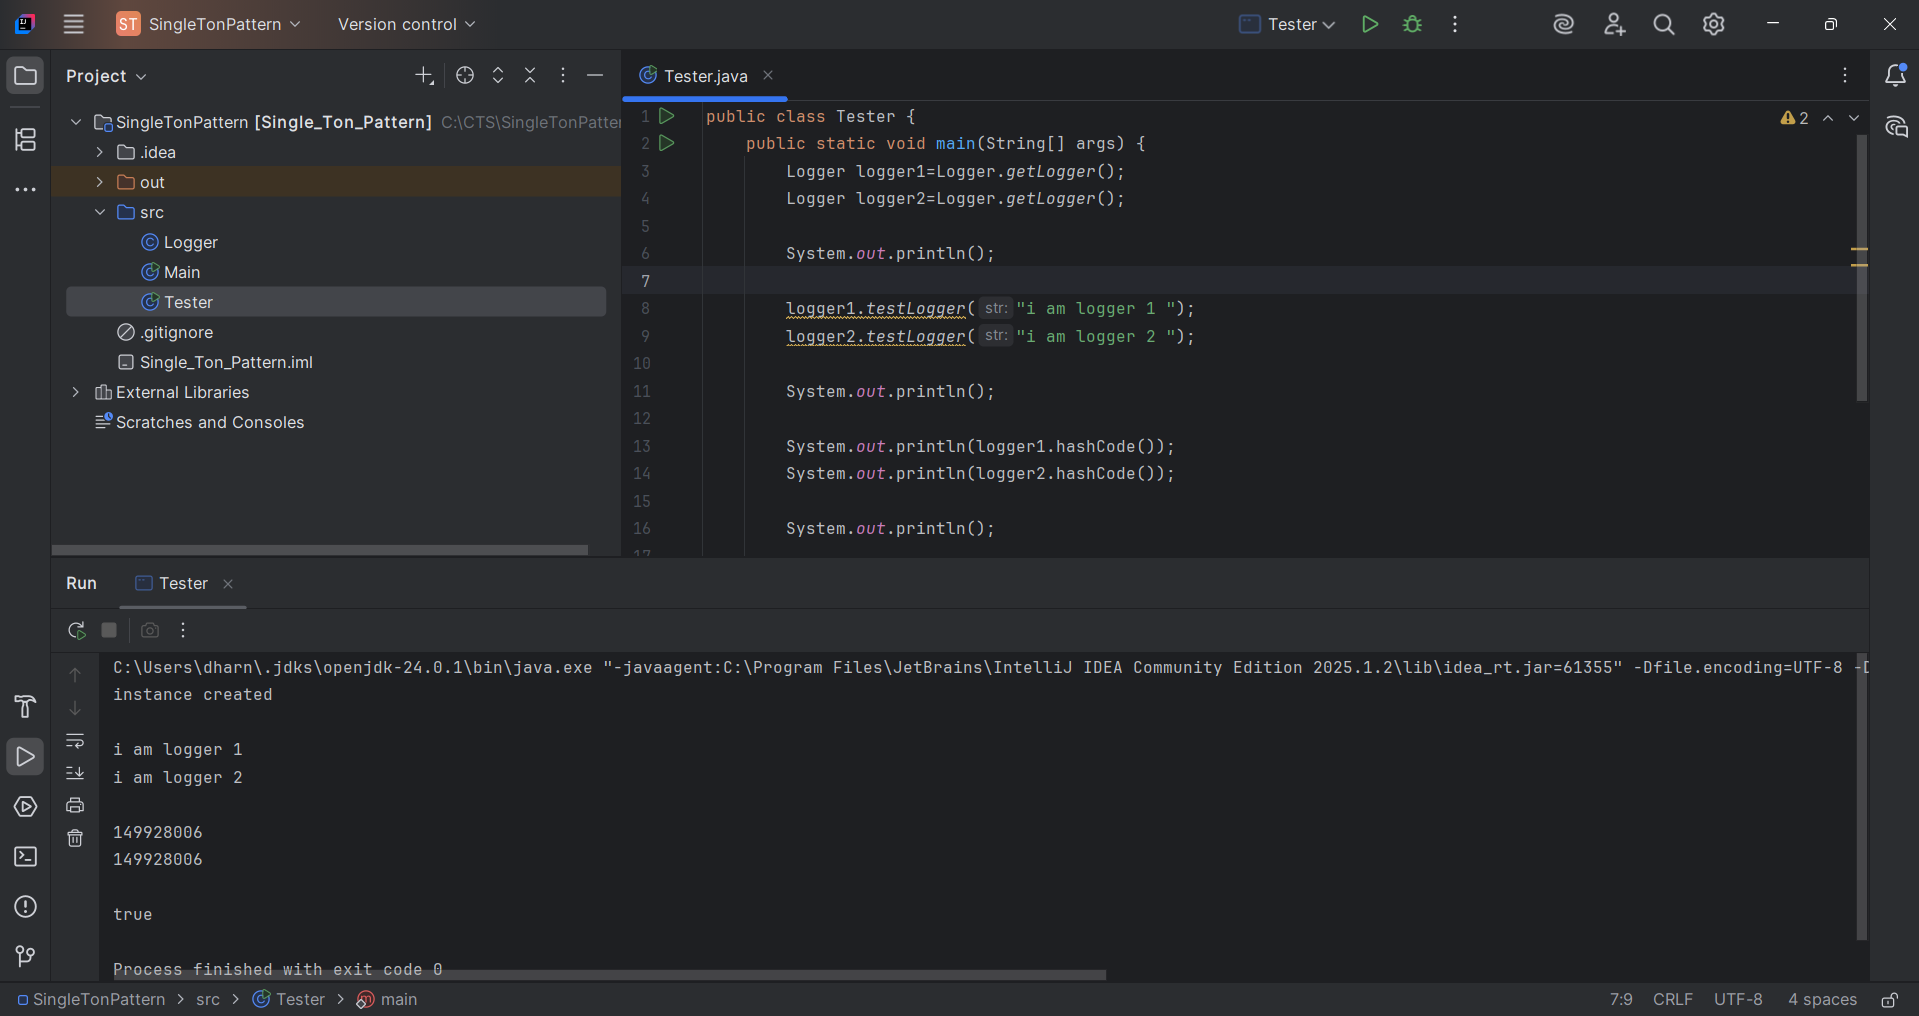 ST SingleTonPattern Version control Tester
Project
SingleTonPattern [Single_Ton_Pattern] C:\CTS\SingleTonPatter
.idea
out
src
Logger
Main
Tester
.gitignore
Single_Ton_Pattern.iml
External Libraries
Scratches and Consoles
Tester.java
2
1 public class Tester {
2 public static void main(String[] args) {
3 Logger logger1=Logger.getLogger();
4 Logger logger2=Logger.getLogger();
5
6 System.out.println();
7
8 logger1.testLogger( str: "i am logger 1 ");
9 logger2.testLogger( str: "i am logger 2 ");
10
11 System.out.println();
12
13 System.out.println(logger1.hashCode());
14 System.out.println(logger2.hashCode());
15
16 System.out.println();
17
Run Tester
C:\Users\dharn\.jdks\openjdk-24.0.1\bin\java.exe "-javaagent:C:\Program Files\JetBrains\IntelliJ IDEA Community Edition 2025.1.2\lib\idea_rt.jar=61355" -Dfile.encoding=UTF-8 -D
instance created
i am logger 1
i am logger 2
149928006
149928006
true
Process finished with exit code 0
SingleTonPattern > src > Tester > main 7:9 CRLF UTF-8 4 spaces